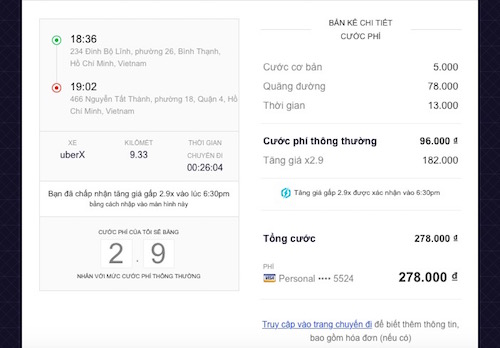 18:36
234 Đinh Bộ Lĩnh, phường 26, Bình Thạnh,
Hồ Chí Minh, Vietnam
19:02
466 Nguyễn Tất Thành, phường 18, Quận 4, Hồ
Chí Minh, Vietnam
XE
KILÔMÉT
THỜI GIAN
CHUYẾN ĐI
uberX
9.33
00:26:04
Bạn đã chấp nhận tăng giá gấp 2.9x vào lúc 6:30pm
bằng cách nhập vào màn hình này
CƯỚC PHÍ CỦA TÔI SẼ BẰNG
2.9
NHÂN VỚI MỨC CƯỚC PHÍ THÔNG THƯỜNG
BẢN KÊ CHI TIẾT
CƯỚC PHÍ
Cước cơ bản 5.000
Quãng đường 78.000
Thời gian 13.000
Cước phí thông thường 96.000 ₫
Tăng giá x2.9 182.000
Tăng giá gấp 2.9x được xác nhận vào 6:30pm
Tổng cước 278.000 ₫
PHÍ
VISA Personal •••• 5524 278.000 ₫
Truy cập vào trang chuyến đi để biết thêm thông tin,
bao gồm hóa đơn (nếu có)